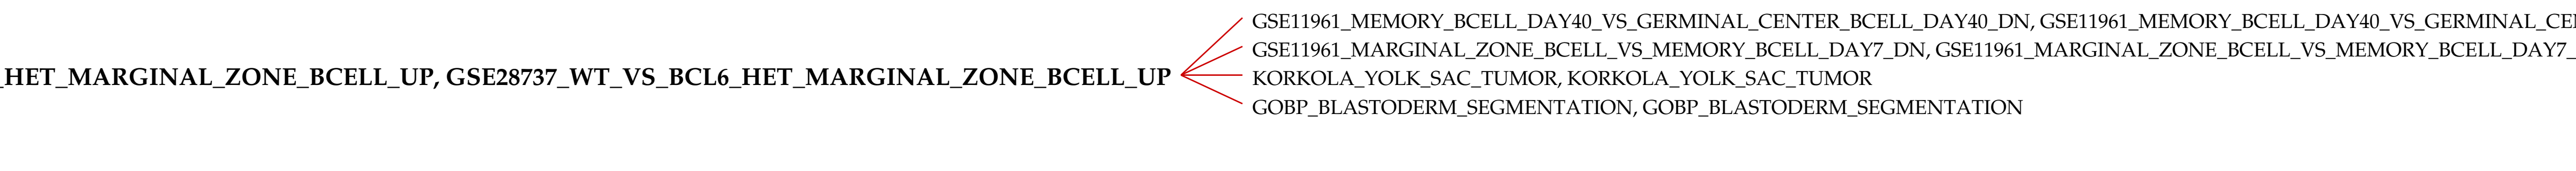 _HET_MARGINAL_ZONE_BCELL_UP, GSE28737_WT_VS_BCL6_HET_MARGINAL_ZONE_BCELL_UP
GSE11961_MEMORY_BCELL_DAY40_VS_GERMINAL_CENTER_BCELL_DAY40_DN, GSE11961_MEMORY_BCELL_DAY40_VS_GERMINAL_CE
GSE11961_MARGINAL_ZONE_BCELL_VS_MEMORY_BCELL_DAY7_DN, GSE11961_MARGINAL_ZONE_BCELL_VS_MEMORY_BCELL_DAY7_
KORKOLA_YOLK_SAC_TUMOR, KORKOLA_YOLK_SAC_TUMOR
GOBP_BLASTODERM_SEGMENTATION, GOBP_BLASTODERM_SEGMENTATION